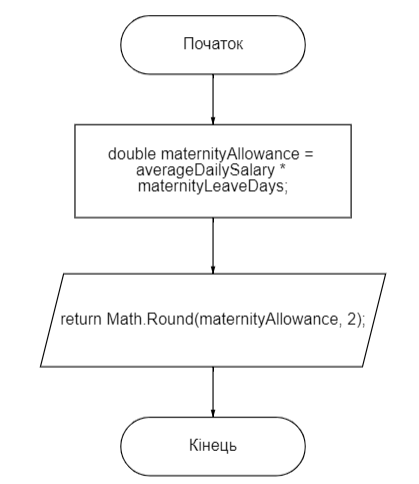 Початок
double maternityAllowance =
averageDailySalary *
maternityLeaveDays;
return Math.Round(maternityAllowance, 2);
Кінець